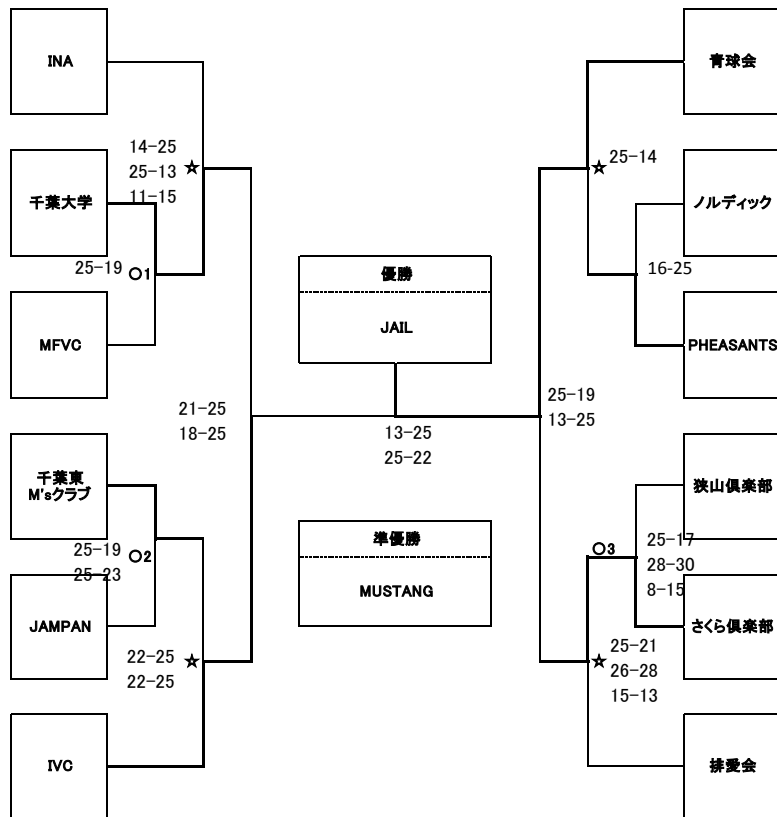 INA
青球会
14-25
25-13
☆
11-15
☆
25-14
千葉大学
ノルディック
25-19
○1
16-25
MFVC
PHEASANTS
優勝
JAIL
21-25
18-25
25-19
13-25
13-25
25-22
千葉東
M'sクラブ
狭山倶楽部
25-19
25-23
○2
○3
25-17
28-30
8-15
準優勝
MUSTANG
JAMPAN
さくら倶楽部
22-25
22-25
☆
☆
25-21
26-28
15-13
IVC
排愛会